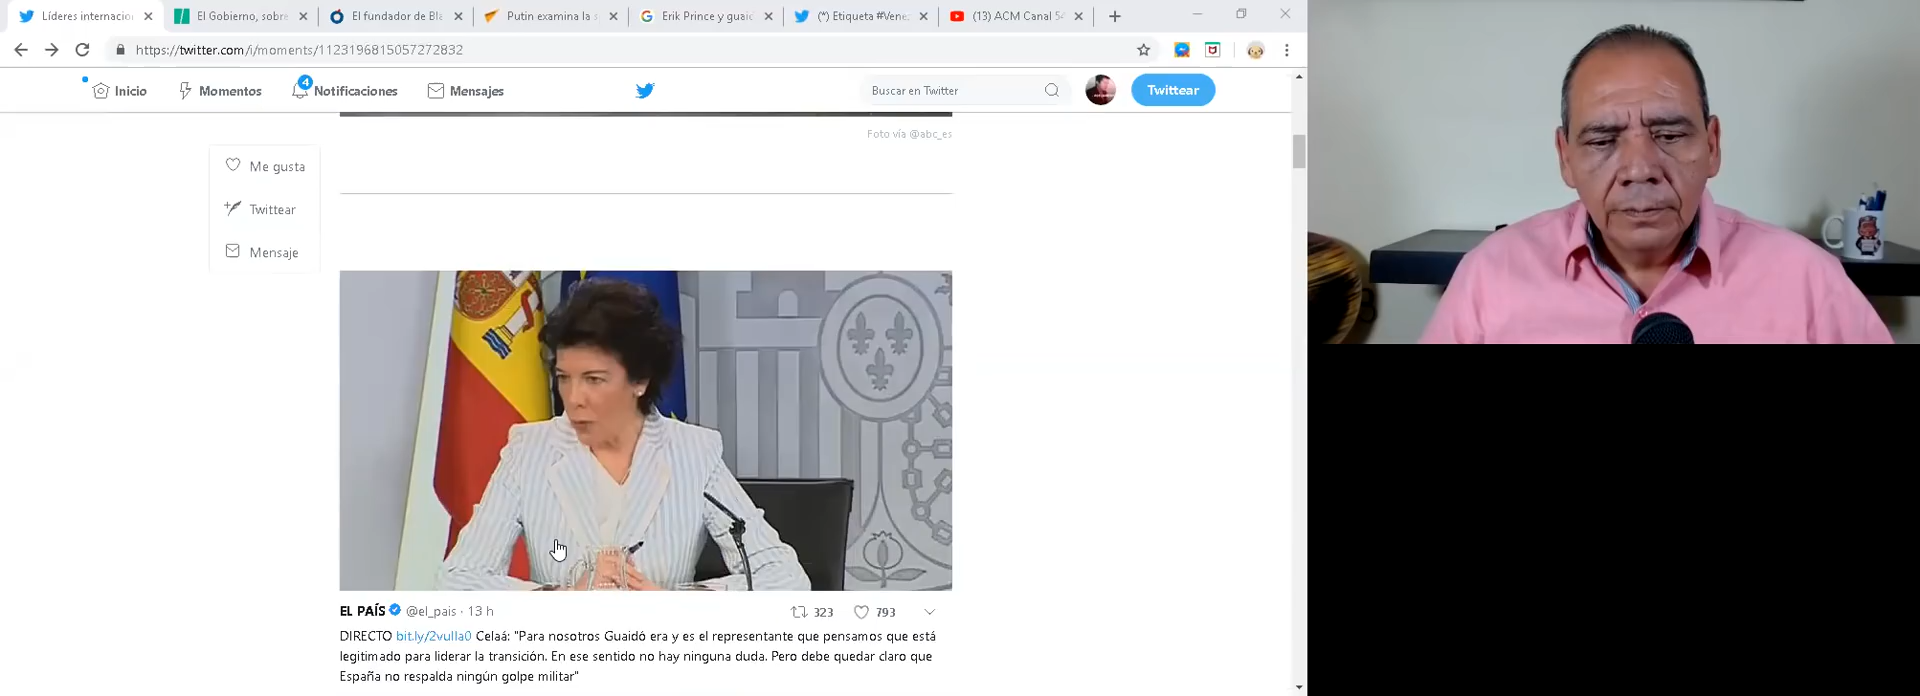 Líderes internacio
El Gobierno, sobre
El fundador de Bla
Putin examina la s
Erik Prince y guaid
(*) Etiqueta #Vene
(13) ACM Canal 54
https://twitter.com/i/moments/1123196815057272832
Inicio
Momentos
4
Notificaciones
Mensajes
Buscar en Twitter
Twittear
Foto vía @abc_es
Me gusta
Twittear
Mensaje
EL PAÍS @el_pais · 13 h
323
793
DIRECTO bit.ly/2vulla0 Celaá: "Para nosotros Guaidó era y es el representante que pensamos que está
legitimado para liderar la transición. En ese sentido no hay ninguna duda. Pero debe quedar claro que
España no respalda ningún golpe militar"